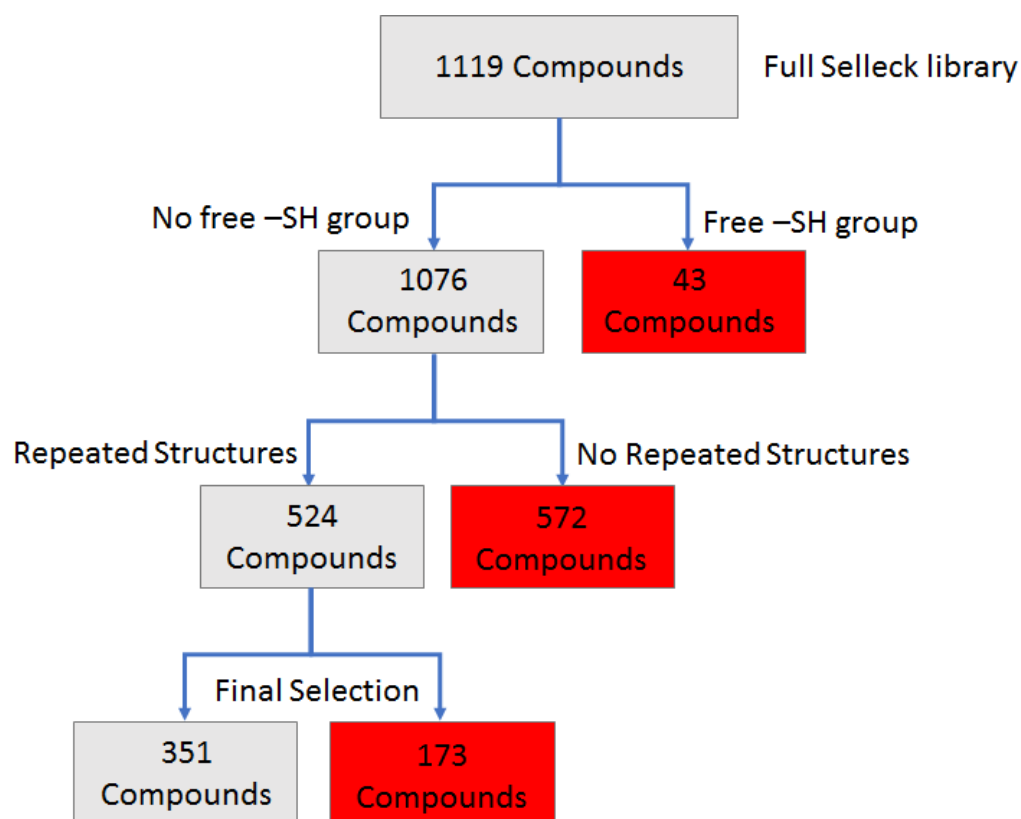 1119 Compounds
Full Selleck library
No free –SH group
Free –SH group
1076
Compounds
43
Compounds
Repeated Structures
No Repeated Structures
524
Compounds
572
Compounds
Final Selection
351
Compounds
173
Compounds